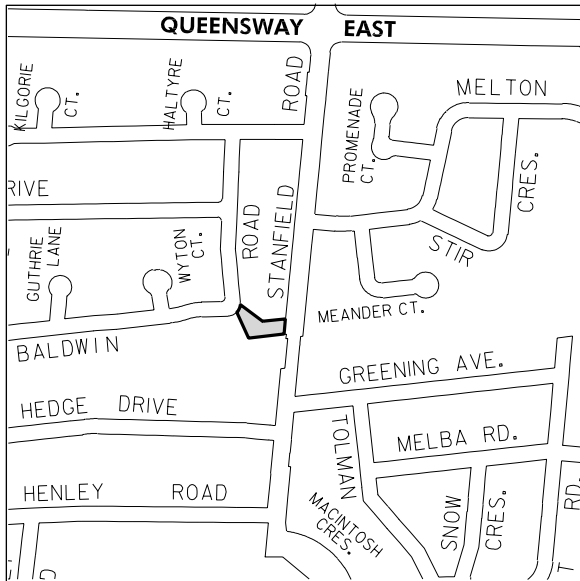 QUEENSWAY EAST
ROAD
KILGORIE
CT.
HALTYRE
CT.
PROMENADE
CT.
MELTON
CRES.
STIR
RIVE
ROAD
STANFIELD
GUTHRIE
LANE
WYTON
CT.
MEANDER CT.
BALDWIN
GREENING AVE.
HEDGE DRIVE
TOLMAN
MELBA RD.
HENLEY ROAD
MACINTOSH
CRES.
SNOW
CRES.
RD.
T